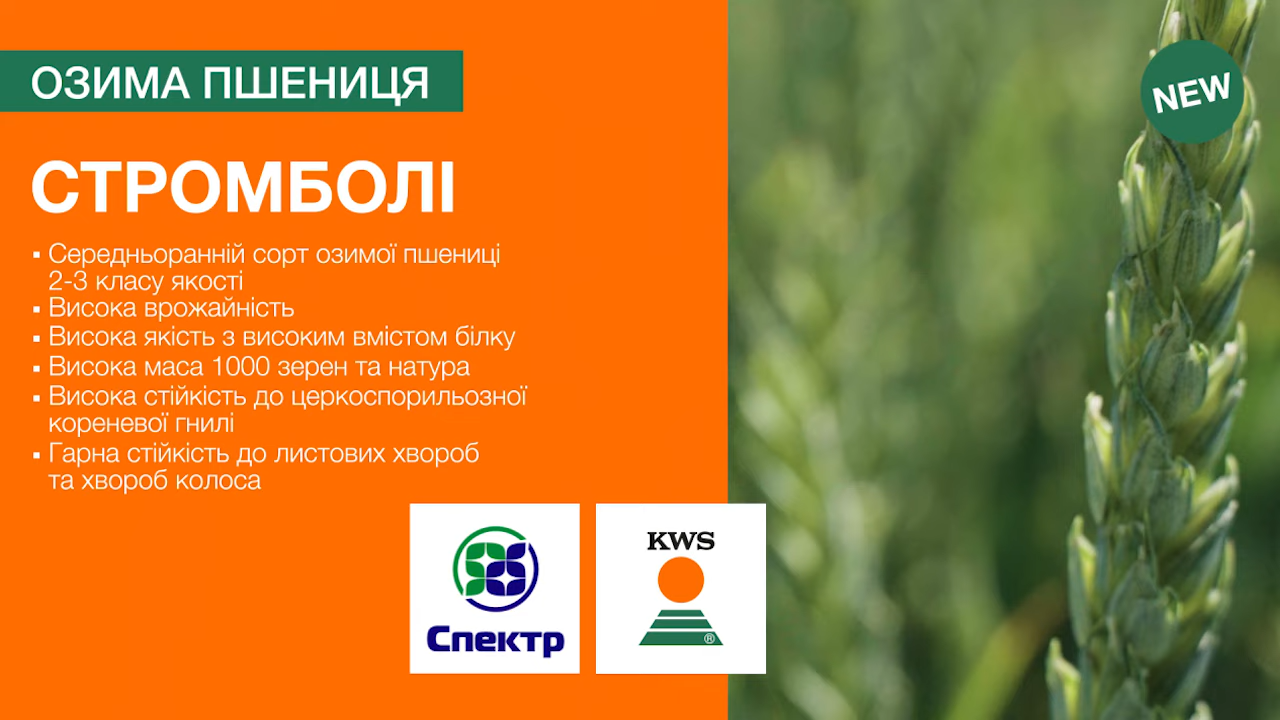 ОЗИМА ПШЕНИЦЯ
NEW
СТРОМБОЛІ
▪ Середньоранній сорт озимої пшениці
2-3 класу якості
▪ Висока врожайність
▪ Висока якість з високим вмістом білку
▪ Висока маса 1000 зерен та натура
▪ Висока стійкість до церкоспорильозної
кореневої гнилі
▪ Гарна стійкість до листових хвороб
та хвороб колоса
Спектр
KWS
®